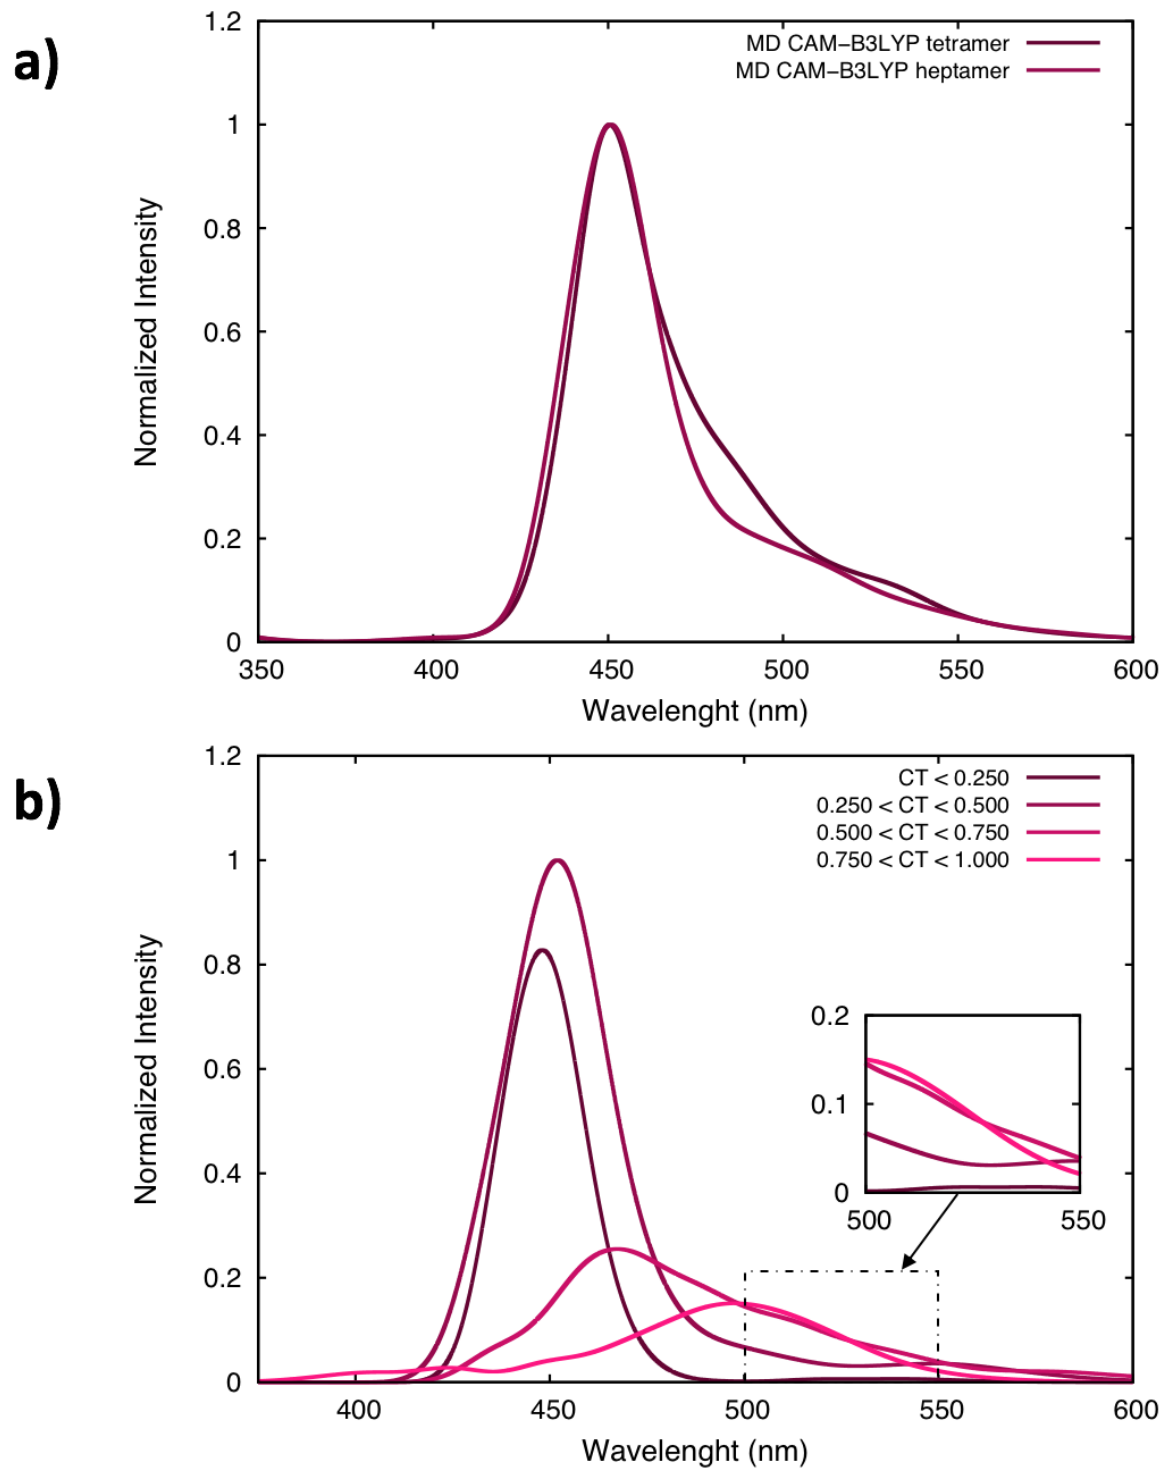 a)
1.2
1
0.8
0.6
0.4
0.2
0
Normalized Intensity
MD CAM−B3LYP tetramer
MD CAM−B3LYP heptamer
350 400 450 500 550 600
Wavelenght (nm)
b)
1.2
1
0.8
0.6
0.4
0.2
0
Normalized Intensity
CT < 0.250
0.250 < CT < 0.500
0.500 < CT < 0.750
0.750 < CT < 1.000
0.2
0.1
0
500 550
400 450 500 550 600
Wavelenght (nm)